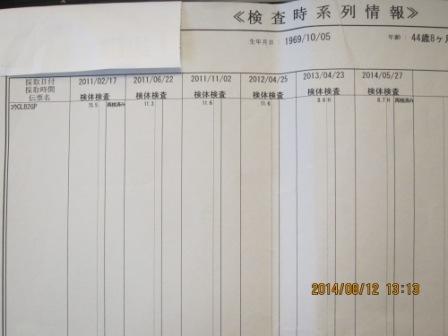 ≪検査時系列情報≫
生年月日 1969/10/05 年齢 44歳8ヶ月
採取日付 2011/02/17 2011/06/22 2011/11/02 2012/04/25 2013/04/23 2014/05/27
採取時間
伝票名 検体検査 検体検査 検体検査 検体検査 検体検査 検体検査
11.6
2014/08/12 13:13